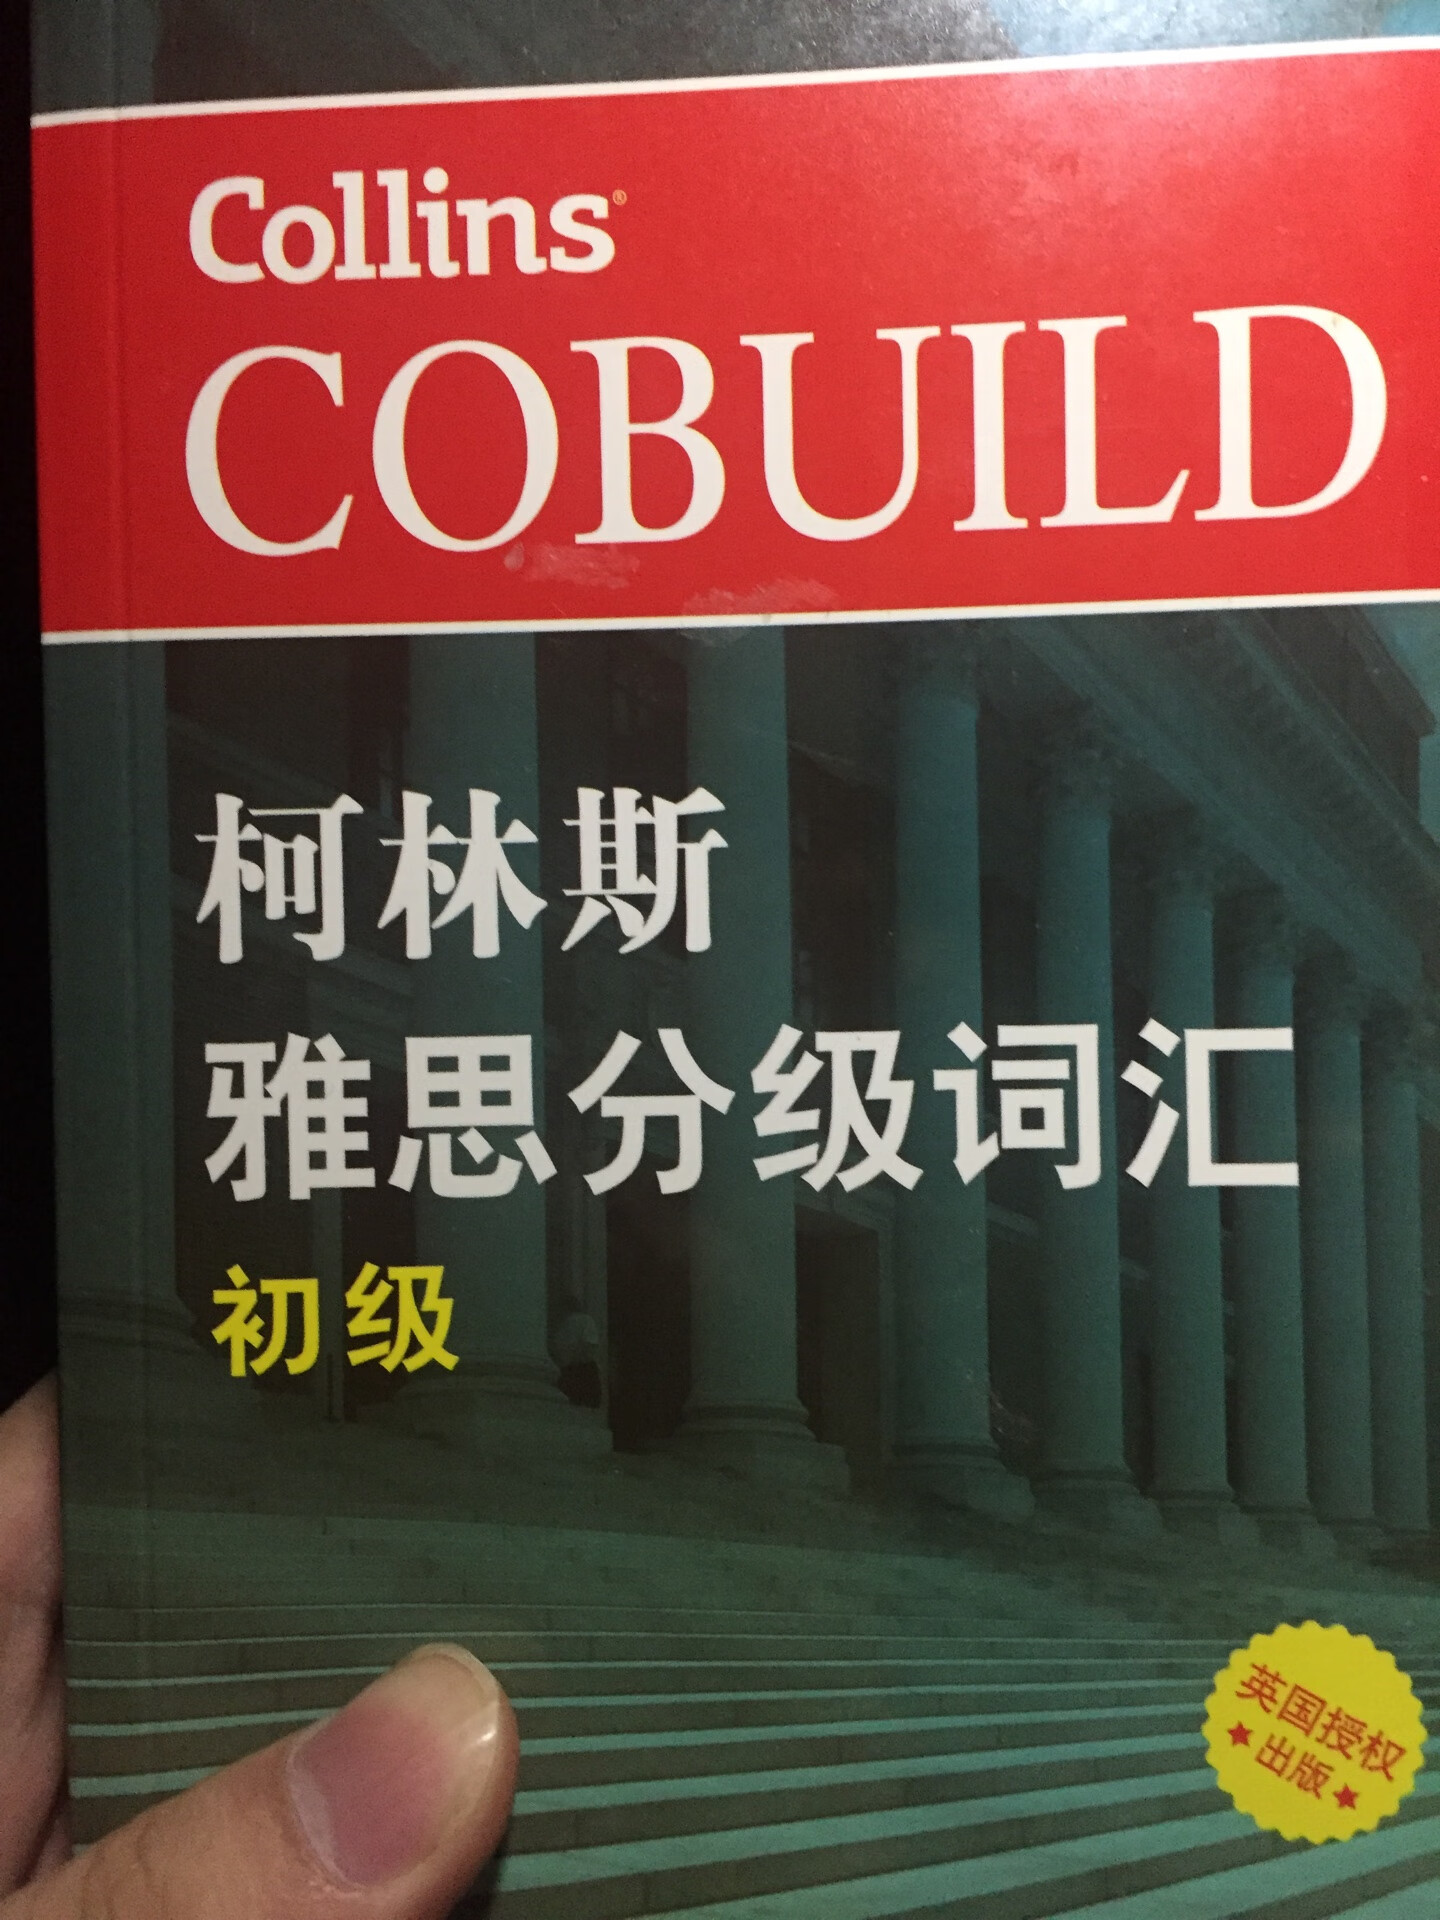 Collins®
COBUILD
柯林斯
雅思分级词汇
初级
英国授权
★出版★